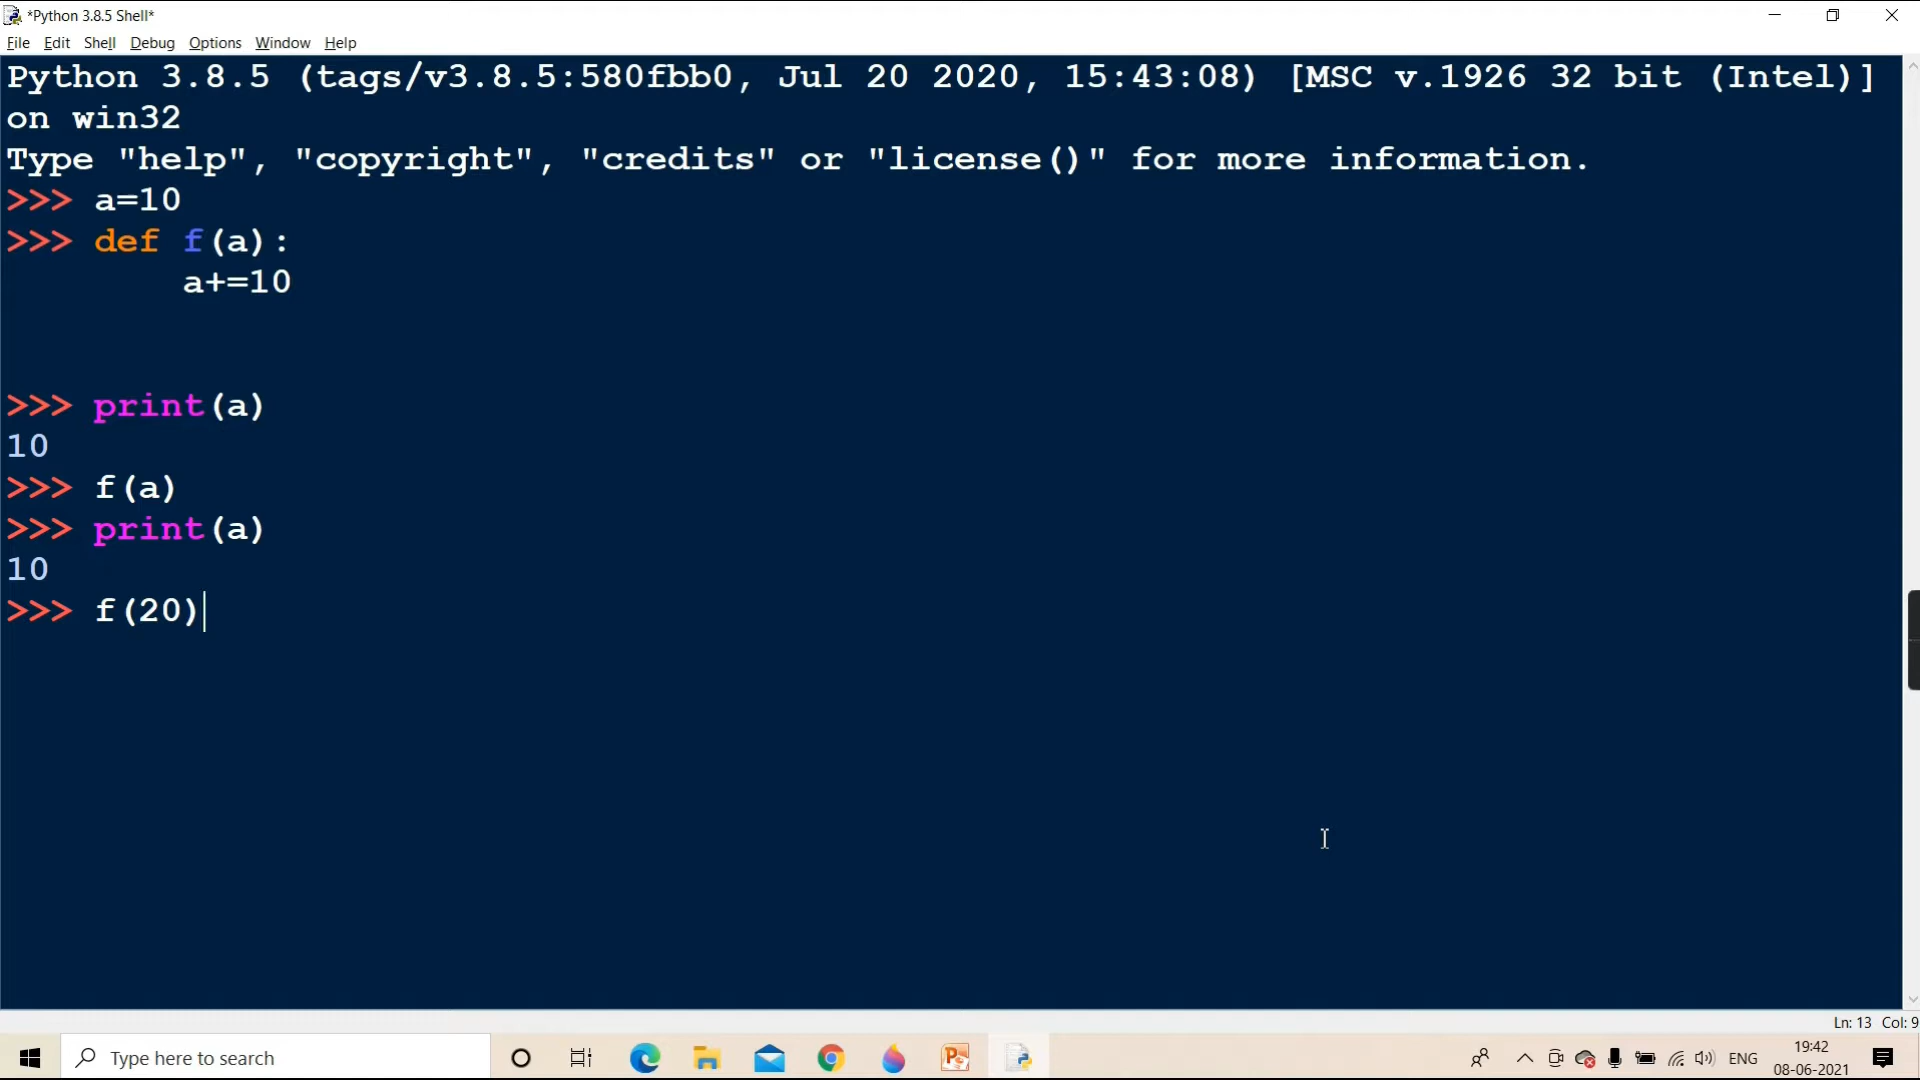 *Python 3.8.5 Shell*
File Edit Shell Debug Options Window Help
Python 3.8.5 (tags/v3.8.5:580fbb0, Jul 20 2020, 15:43:08) [MSC v.1926 32 bit (Intel)]
on win32
Type "help", "copyright", "credits" or "license()" for more information.
>>> a=10
>>> def f(a):
        a+=10
>>> print(a)
10
>>> f(a)
>>> print(a)
10
>>> f(20)
Ln: 13 Col: 9
Type here to search
ENG
19:42
08-06-2021